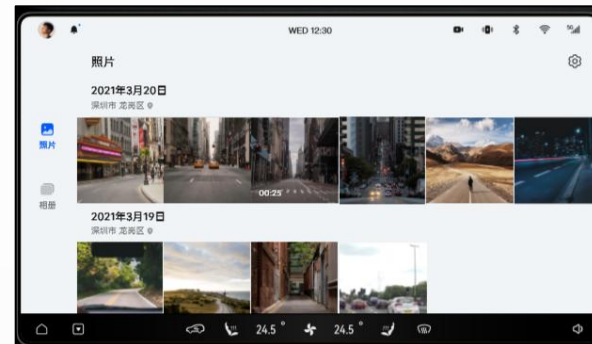 WED 12:30
5G
照片
2021年3月20日
深圳市 龙岗区
照片
00:25
相册
2021年3月19日
深圳市 龙岗区
24.5 °
24.5 °